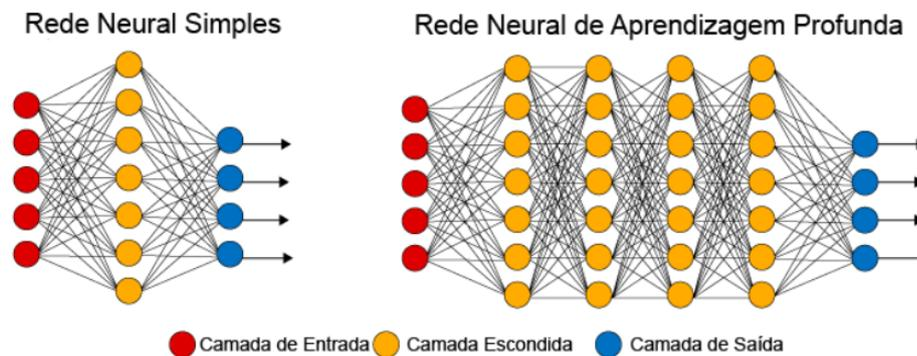 Rede Neural Simples
Rede Neural de Aprendizagem Profunda
Camada de Entrada
Camada Escondida
Camada de Saída